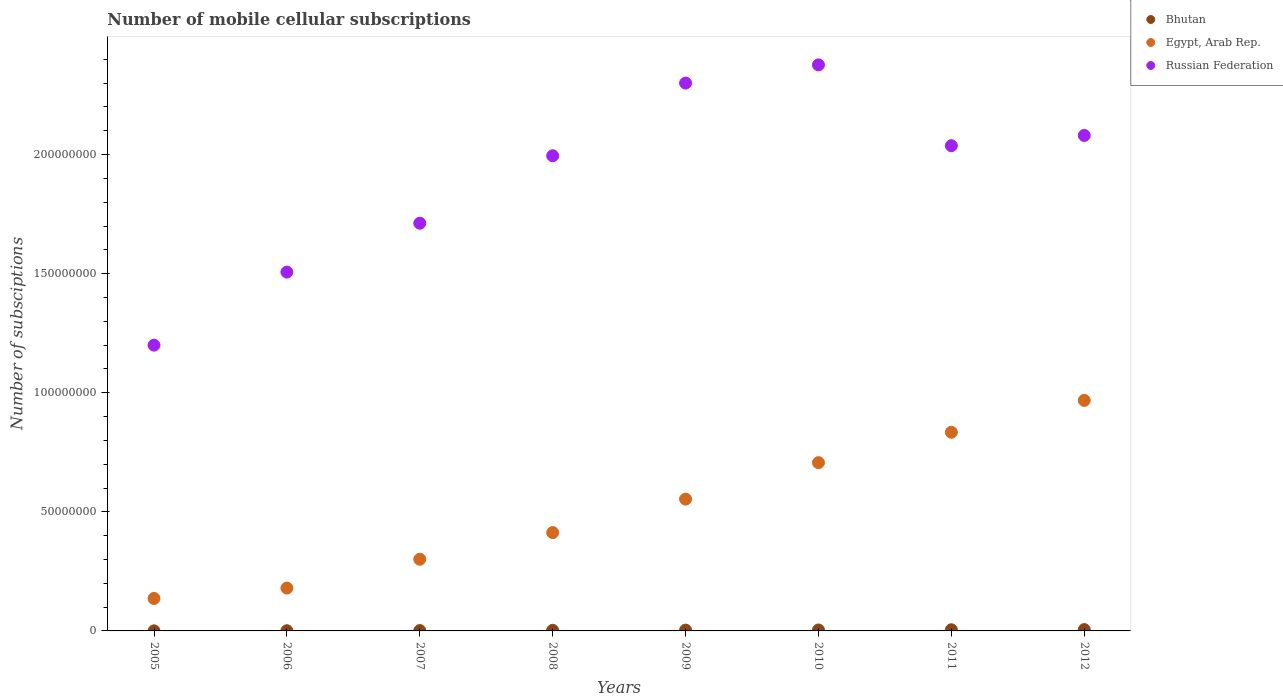 Number of mobile cellular subscriptions
Bhutan
Egypt, Arab Rep.
Russian Federation
Number of subsciptions
200000000
150000000
100000000
50000000
0
2005
2006
2007
2008
2009
2010
2011
2012
Years